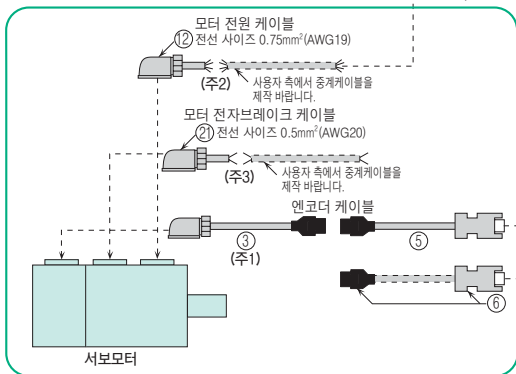 모터 전원 케이블
⑫ 전선 사이즈 0.75mm²(AWG19)
(주2)
사용자 측에서 중계케이블을
제작 바랍니다.
모터 전자브레이크 케이블
㉑ 전선 사이즈 0.5mm²(AWG20)
(주3)
사용자 측에서 중계케이블을
제작 바랍니다.
엔코더 케이블
③
(주1)
⑤
⑥
서보모터